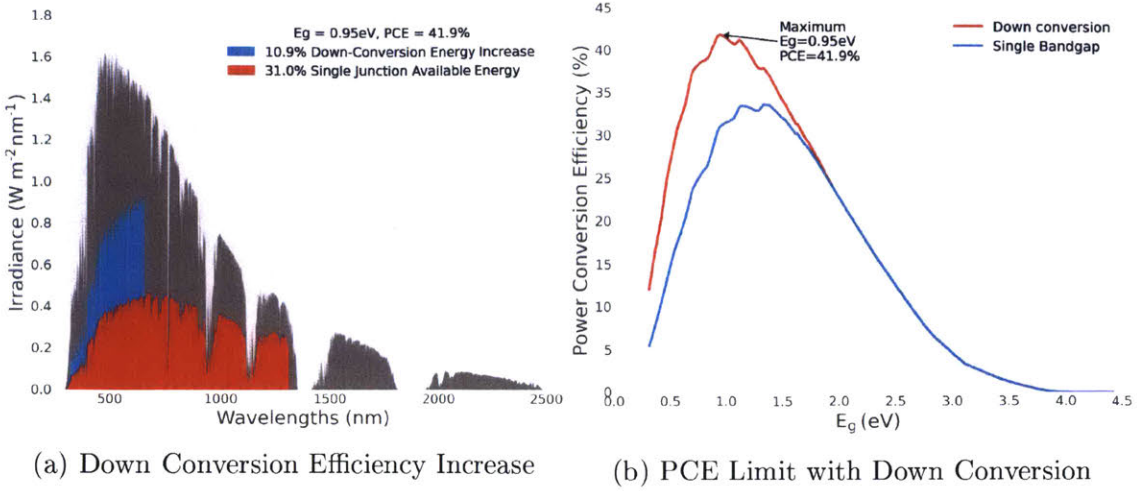 1.8
1.6
1.4
1.2
1.0
0.8
0.6
0.4
0.2
0.0
Irradiance (W m-2 nm-1)
Eg = 0.95eV, PCE = 41.9%
10.9% Down-Conversion Energy Increase
31.0% Single Junction Available Energy
500
1000
1500
2000
2500
Wavelengths (nm)
(a) Down Conversion Efficiency Increase
45
40
35
30
25
20
15
10
5
0
Power Conversion Efficiency (%)
Maximum
Eg=0.95eV
PCE=41.9%
Down conversion
Single Bandgap
0.0
0.5
1.0
1.5
2.0
2.5
3.0
3.5
4.0
4.5
Eg (eV)
(b) PCE Limit with Down Conversion